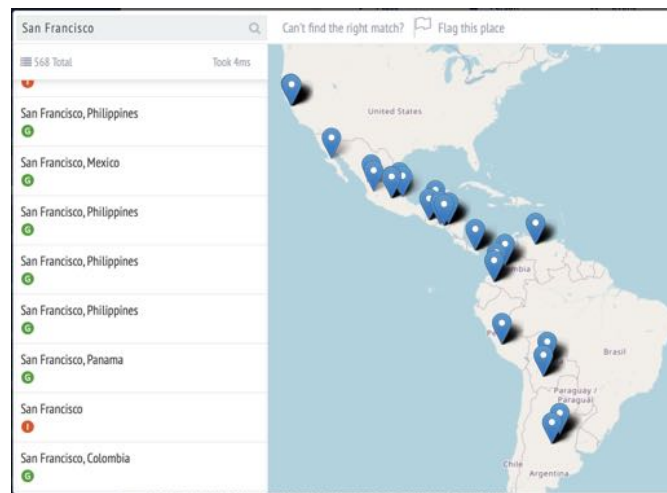 San Francisco
Can't find the right match? Flag this place
568 Total Took 4ms
I
San Francisco, Philippines
G
San Francisco, Mexico
G
San Francisco, Philippines
G
San Francisco, Philippines
G
San Francisco, Philippines
G
San Francisco, Panama
G
San Francisco
I
San Francisco, Colombia
G
United States
Brasil
Paraguay /
Paraguái
Chile
Argentina